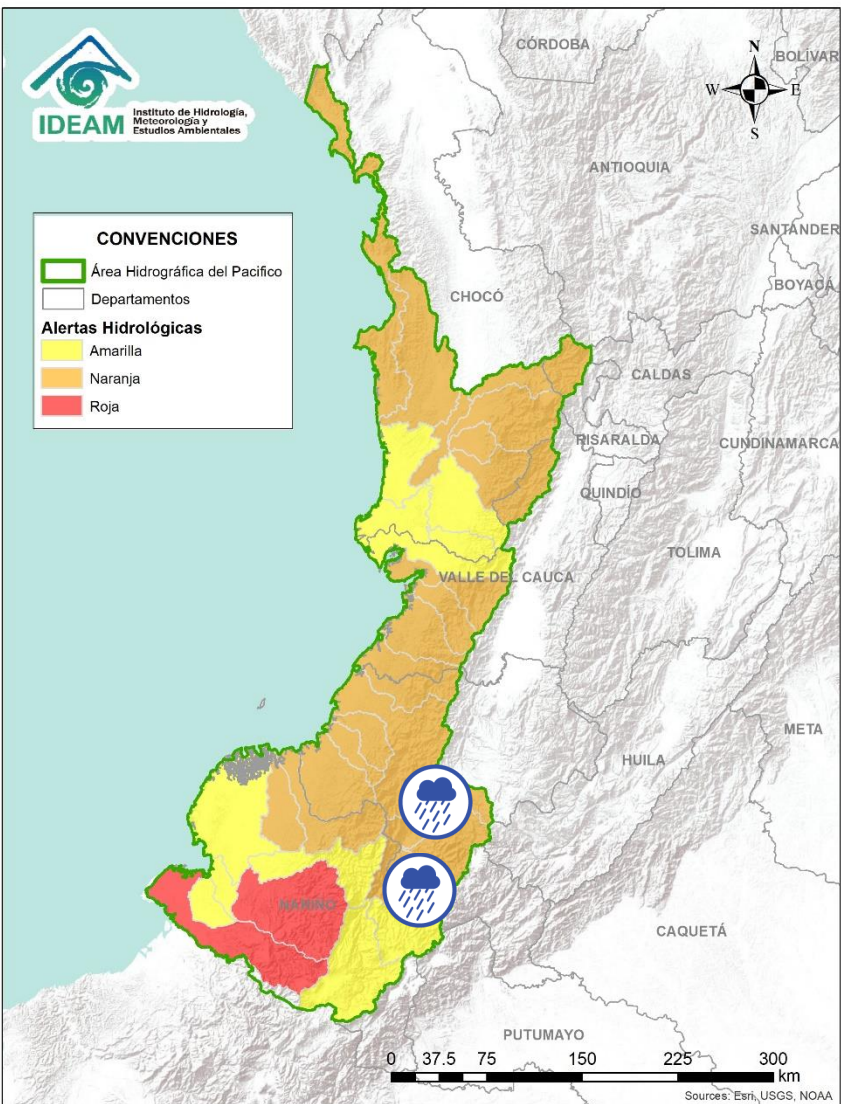 IDEAM
Instituto de Hidrología,
Meteorología y
Estudios Ambientales
CÓRDOBA
BOLÍVAR
N
W
E
S
ANTIOQUIA
SANTANDER
BOYACÁ
CHOCÓ
CALDAS
RISARALDA
CUNDINAMARCA
QUINDÍO
TOLIMA
VALLE DEL CAUCA
META
HUILA
NARIÑO
CAQUETÁ
PUTUMAYO
CONVENCIONES
Área Hidrográfica del Pacifico
Departamentos
Alertas Hidrológicas
Amarilla
Naranja
Roja
0 37.5 75 150 225 300
km
Sources: Esri, USGS, NOAA